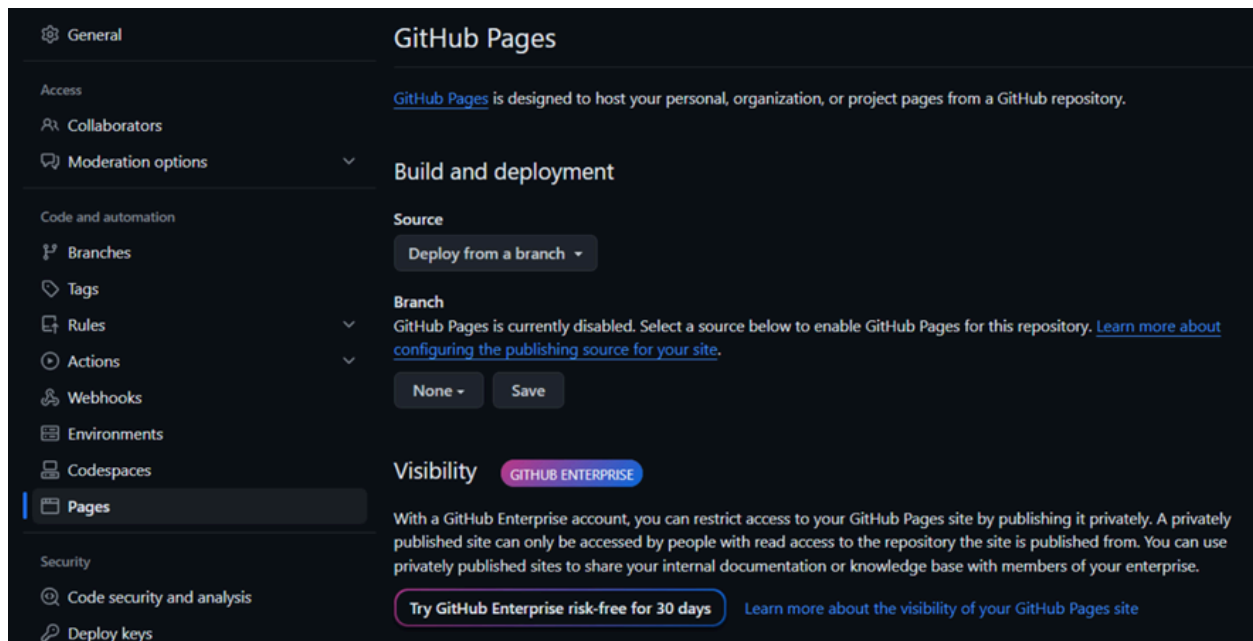 General
Access
Collaborators
Moderation options
Code and automation
Branches
Tags
Rules
Actions
Webhooks
Environments
Codespaces
Pages
Security
Code security and analysis
Deploy keys
GitHub Pages
GitHub Pages is designed to host your personal, organization, or project pages from a GitHub repository.
Build and deployment
Source
Deploy from a branch
Branch
GitHub Pages is currently disabled. Select a source below to enable GitHub Pages for this repository. Learn more about
configuring the publishing source for your site.
None Save
Visibility GITHUB ENTERPRISE
With a GitHub Enterprise account, you can restrict access to your GitHub Pages site by publishing it privately. A privately
published site can only be accessed by people with read access to the repository the site is published from. You can use
privately published sites to share your internal documentation or knowledge base with members of your enterprise.
Try GitHub Enterprise risk-free for 30 days Learn more about the visibility of your GitHub Pages site